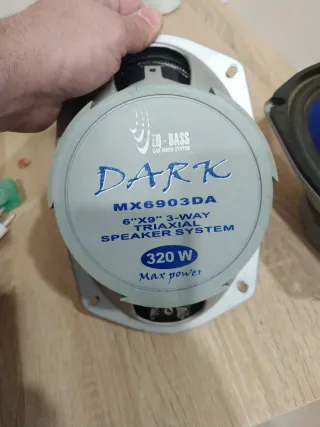 EQ-BASS
CAR AUDIO SYSTEM
DARK
MX6903DA
6"X9" 3-WAY
TRIAXIAL
SPEAKER SYSTEM
320 W
Max power